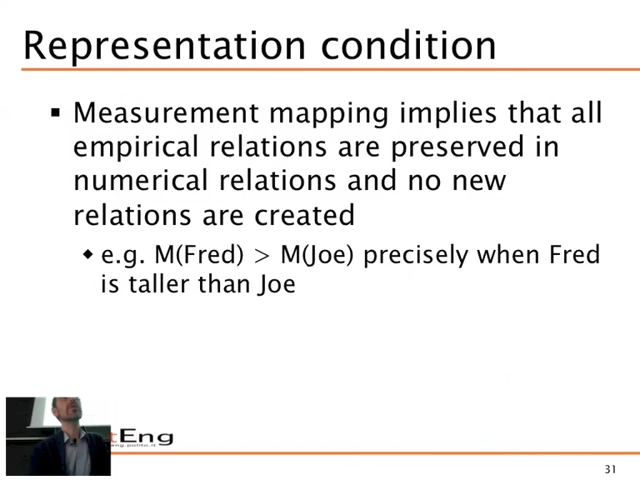 Representation condition
▪ Measurement mapping implies that all
empirical relations are preserved in
numerical relations and no new
relations are created
◆ e.g. M(Fred) > M(Joe) precisely when Fred
is taller than Joe
tEng
31